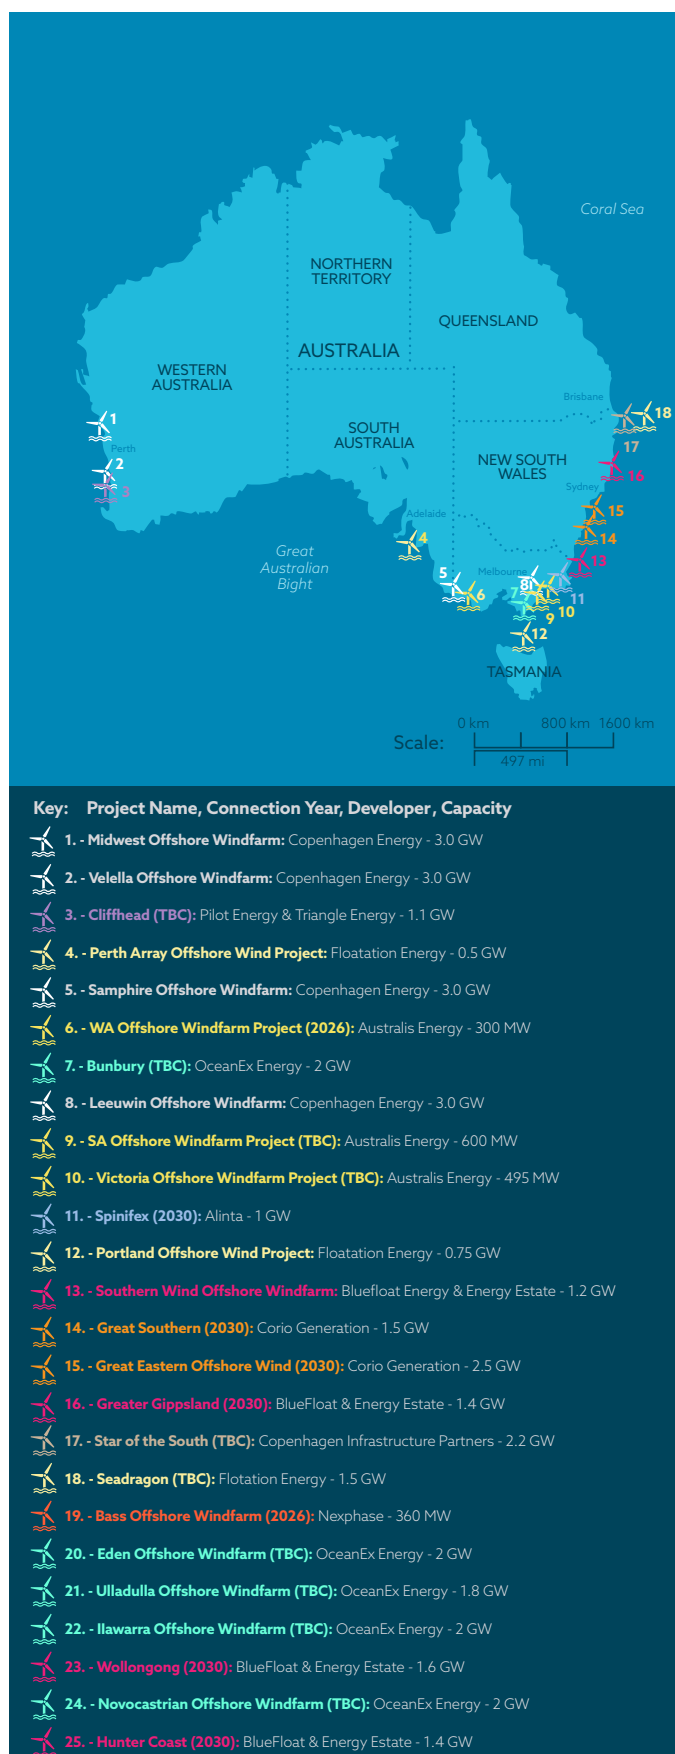 Coral Sea
NORTHERN
TERRITORY
QUEENSLAND
AUSTRALIA
WESTERN
AUSTRALIA
Brisbane
1
18
SOUTH
AUSTRALIA
17
Perth
NEW SOUTH
WALES
2
16
3
Sydney
Adelaide
15
4
14
Great
Australian
Bight
13
Melbourne
5
8
7
6
11
10
9
12
TASMANIA
0 km
800 km
1600 km
Scale:
497 mi
Key: Project Name, Connection Year, Developer, Capacity
1. - Midwest Offshore Windfarm: Copenhagen Energy - 3.0 GW
2. - Velella Offshore Windfarm: Copenhagen Energy - 3.0 GW
3. - Cliffhead (TBC): Pilot Energy & Triangle Energy - 1.1 GW
4. - Perth Array Offshore Wind Project: Floatation Energy - 0.5 GW
5. - Samphire Offshore Windfarm: Copenhagen Energy - 3.0 GW
6. - WA Offshore Windfarm Project (2026): Australis Energy - 300 MW
7. - Bunbury (TBC): OceanEx Energy - 2 GW
8. - Leeuwin Offshore Windfarm: Copenhagen Energy - 3.0 GW
9. - SA Offshore Windfarm Project (TBC): Australis Energy - 600 MW
10. - Victoria Offshore Windfarm Project (TBC): Australis Energy - 495 MW
11. - Spinifex (2030): Alinta - 1 GW
12. - Portland Offshore Wind Project: Floatation Energy - 0.75 GW
13. - Southern Wind Offshore Windfarm: Bluefloat Energy & Energy Estate - 1.2 GW
14. - Great Southern (2030): Corio Generation - 1.5 GW
15. - Great Eastern Offshore Wind (2030): Corio Generation - 2.5 GW
16. - Greater Gippsland (2030): BlueFloat & Energy Estate - 1.4 GW
17. - Star of the South (TBC): Copenhagen Infrastructure Partners - 2.2 GW
18. - Seadragon (TBC): Flotation Energy - 1.5 GW
19. - Bass Offshore Windfarm (2026): Nexphase - 360 MW
20. - Eden Offshore Windfarm (TBC): OceanEx Energy - 2 GW
21. - Ulladulla Offshore Windfarm (TBC): OceanEx Energy - 1.8 GW
22. - Ilawarra Offshore Windfarm (TBC): OceanEx Energy - 2 GW
23. - Wollongong (2030): BlueFloat & Energy Estate - 1.6 GW
24. - Novocastrian Offshore Windfarm (TBC): OceanEx Energy - 2 GW
25. - Hunter Coast (2030): BlueFloat & Energy Estate - 1.4 GW